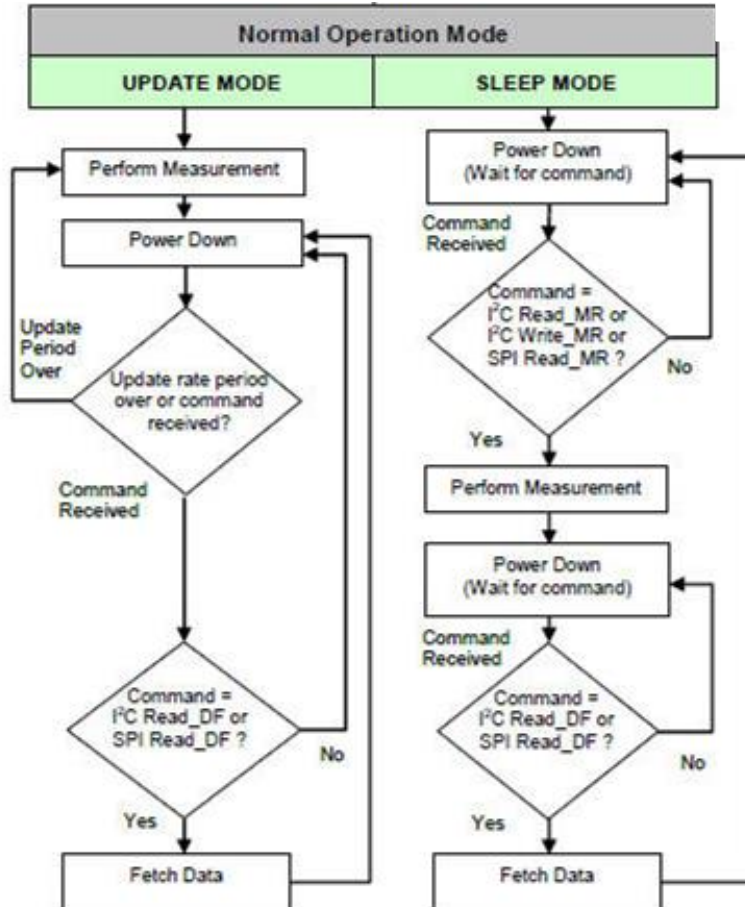 Normal Operation Mode
UPDATE MODE
SLEEP MODE
Perform Measurement
Power Down
Update
Period
Over
Update rate period
over or command
received?
Command
Received
Command =
I²C Read_DF or
SPI Read_DF ?
No
Yes
Fetch Data
Power Down
(Wait for command)
Command
Received
Command =
I²C Read_MR or
I²C Write_MR or
SPI Read_MR ?
No
Yes
Perform Measurement
Power Down
(Wait for command)
Command
Received
Command =
I²C Read_DF or
SPI Read_DF ?
No
Yes
Fetch Data